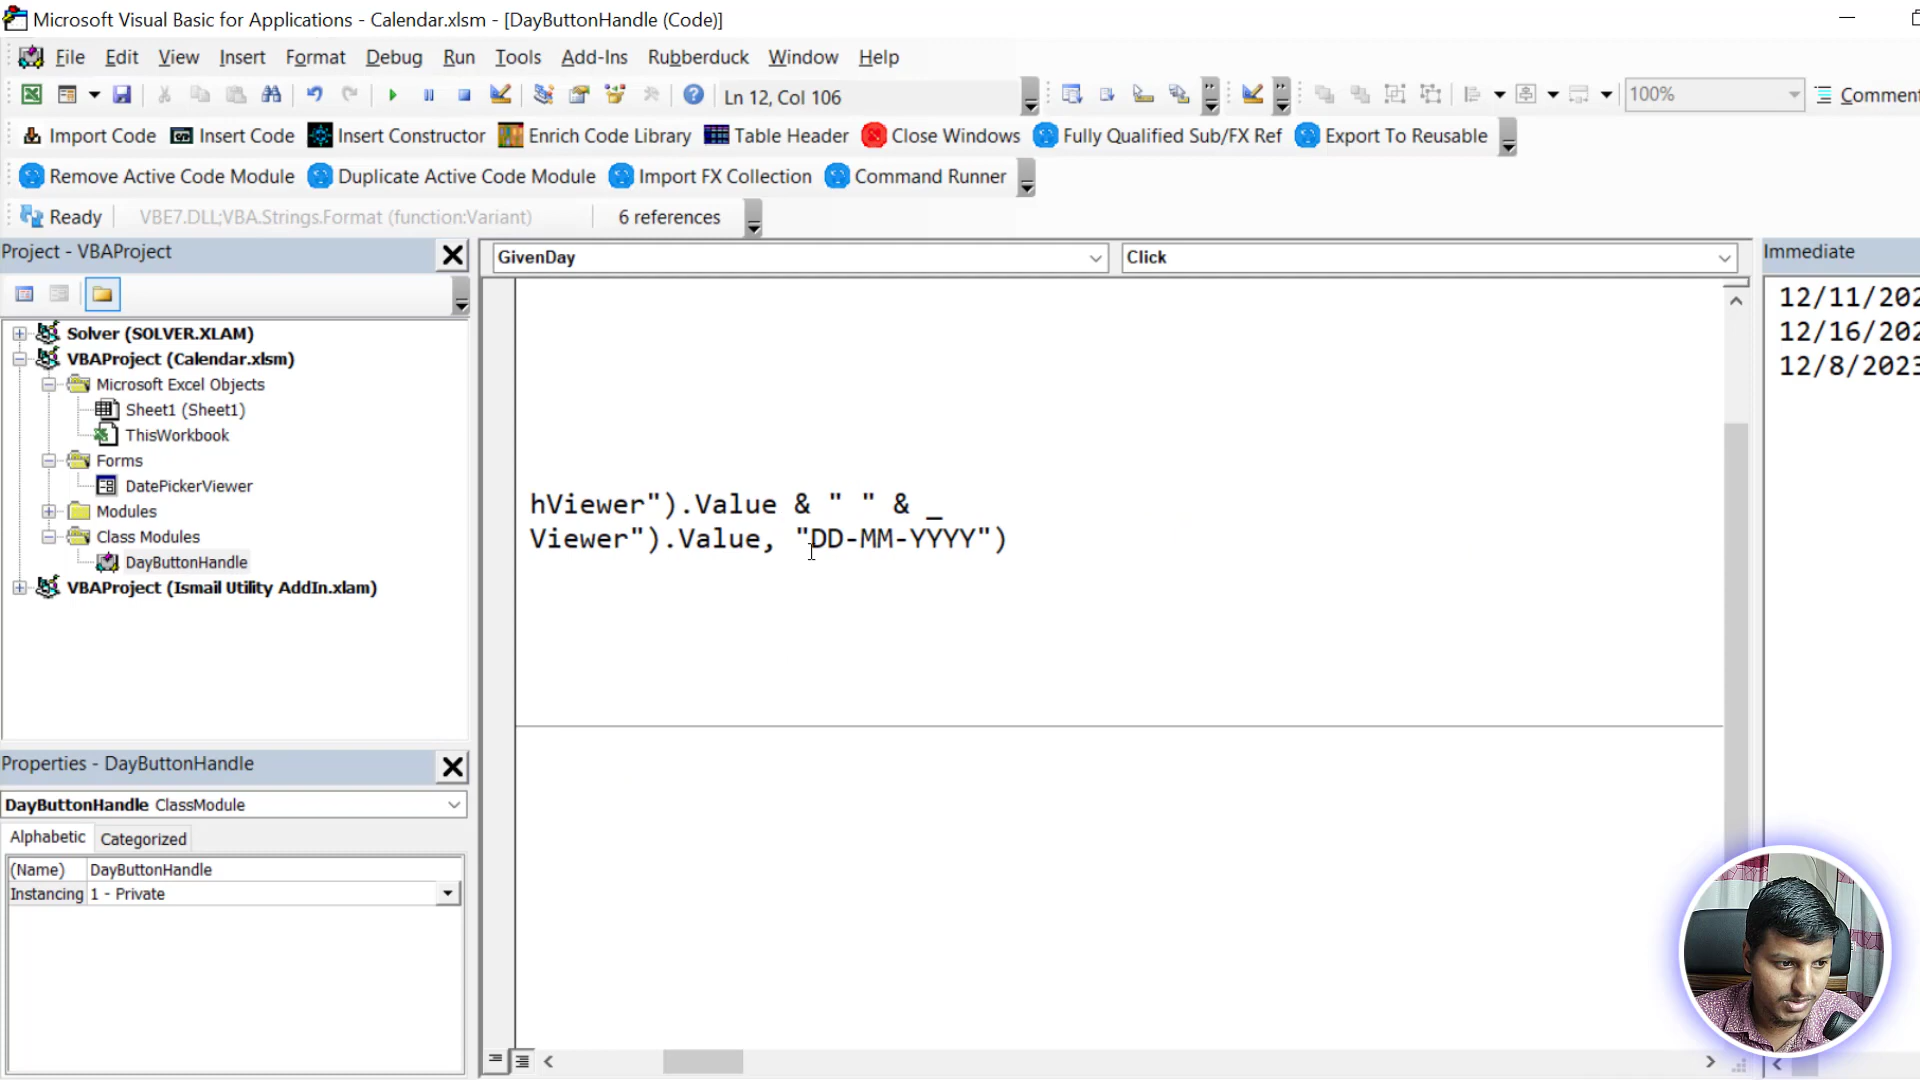 Microsoft Visual Basic for Applications - Calendar.xlsm - [DayButtonHandle (Code)]
File Edit View Insert Format Debug Run Tools Add-Ins Rubberduck Window Help
Ln 12, Col 106
100%
Commen
Import Code Insert Code Insert Constructor Enrich Code Library Table Header Close Windows Fully Qualified Sub/FX Ref Export To Reusable
Remove Active Code Module Duplicate Active Code Module Import FX Collection Command Runner
Ready VBE7.DLL;VBA.Strings.Format (function:Variant) 6 references
Project - VBAProject
Solver (SOLVER.XLAM)
VBAProject (Calendar.xlsm)
Microsoft Excel Objects
Sheet1 (Sheet1)
ThisWorkbook
Forms
DatePickerViewer
Modules
Class Modules
DayButtonHandle
VBAProject (Ismail Utility AddIn.xlam)
Properties - DayButtonHandle
DayButtonHandle ClassModule
Alphabetic Categorized
(Name) DayButtonHandle
Instancing 1 - Private
GivenDay Click
hViewer").Value & " " & _
Viewer").Value, "DD-MM-YYYY")
Immediate
12/11/202
12/16/202
12/8/2023